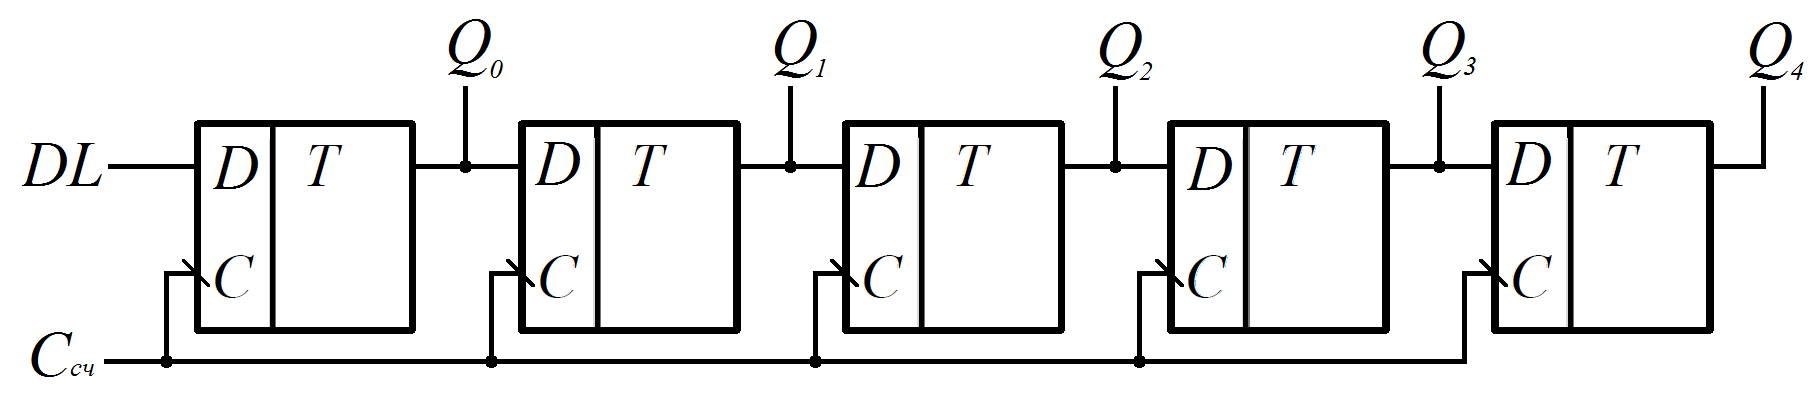 Q0 Q1 Q2 Q3 Q4
DL D T D T D T D T D T
C C C C C
Cсч